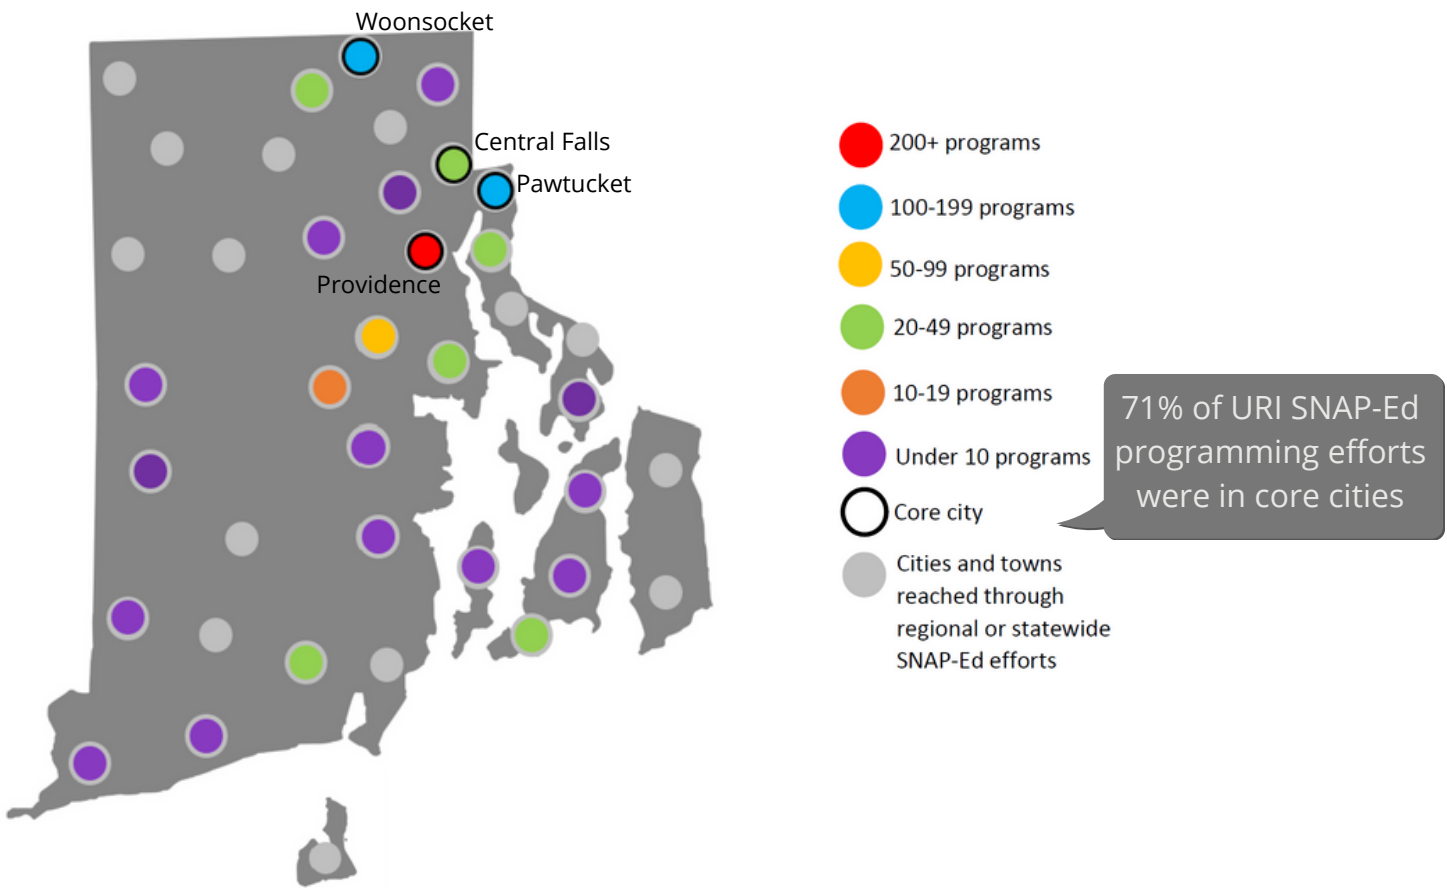 Woonsocket
Central Falls
Pawtucket
Providence
200+ programs
100-199 programs
50-99 programs
20-49 programs
10-19 programs
Under 10 programs
Core city
Cities and towns
reached through
regional or statewide
SNAP-Ed efforts
71% of URI SNAP-Ed
programming efforts
were in core cities